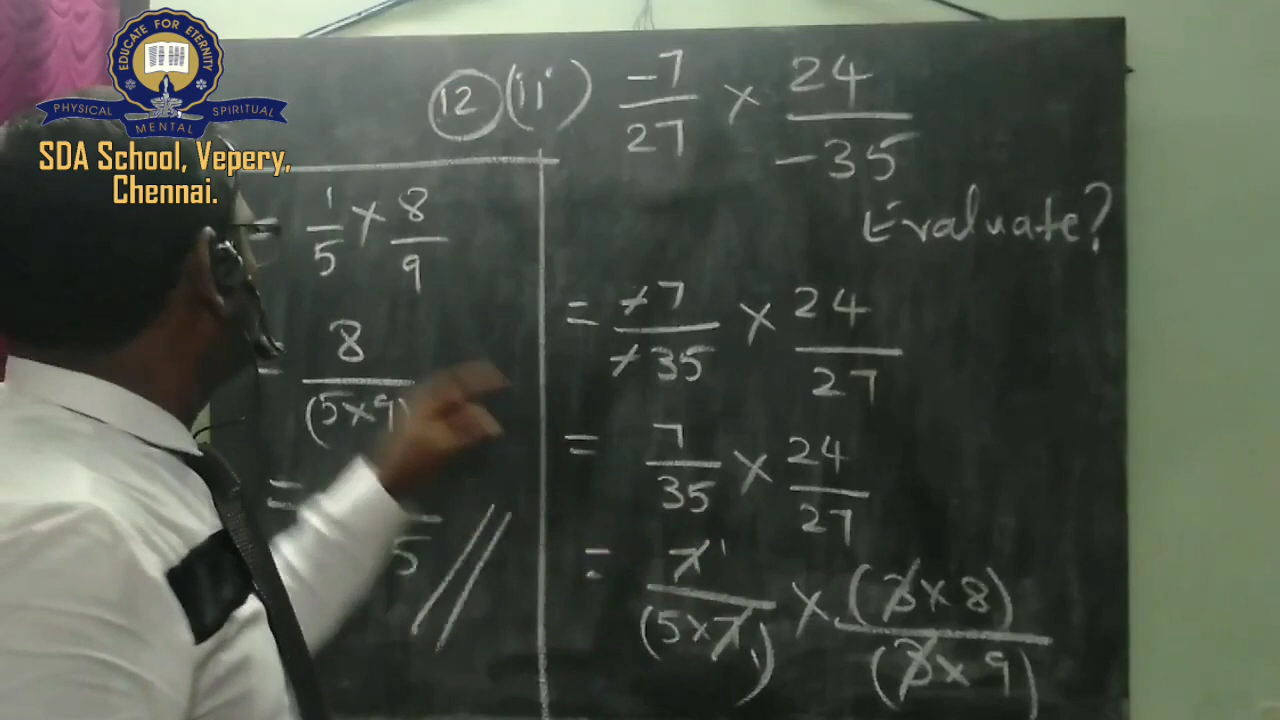 EDUCATE FOR ETERNITY
PHYSICAL MENTAL SPIRITUAL
SDA School, Vepery,
Chennai.
12 (ii) -7/27 × 24/-35
Evaluate?
= -7/-35 × 24/27
= 7/35 × 24/27
= 7 1/(5×7 1) × (3×8)/(3×9)
= 1/5 × 8/9
= 8/(5×9)
=